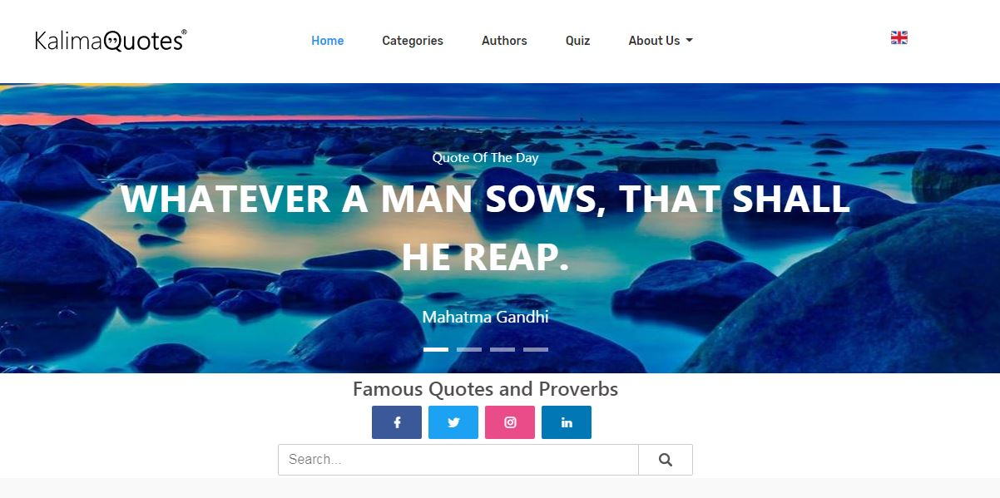 KalimaQuotes®
Home Categories Authors Quiz About Us
Quote Of The Day
WHATEVER A MAN SOWS, THAT SHALL
HE REAP.
Mahatma Gandhi
Famous Quotes and Proverbs
Search...